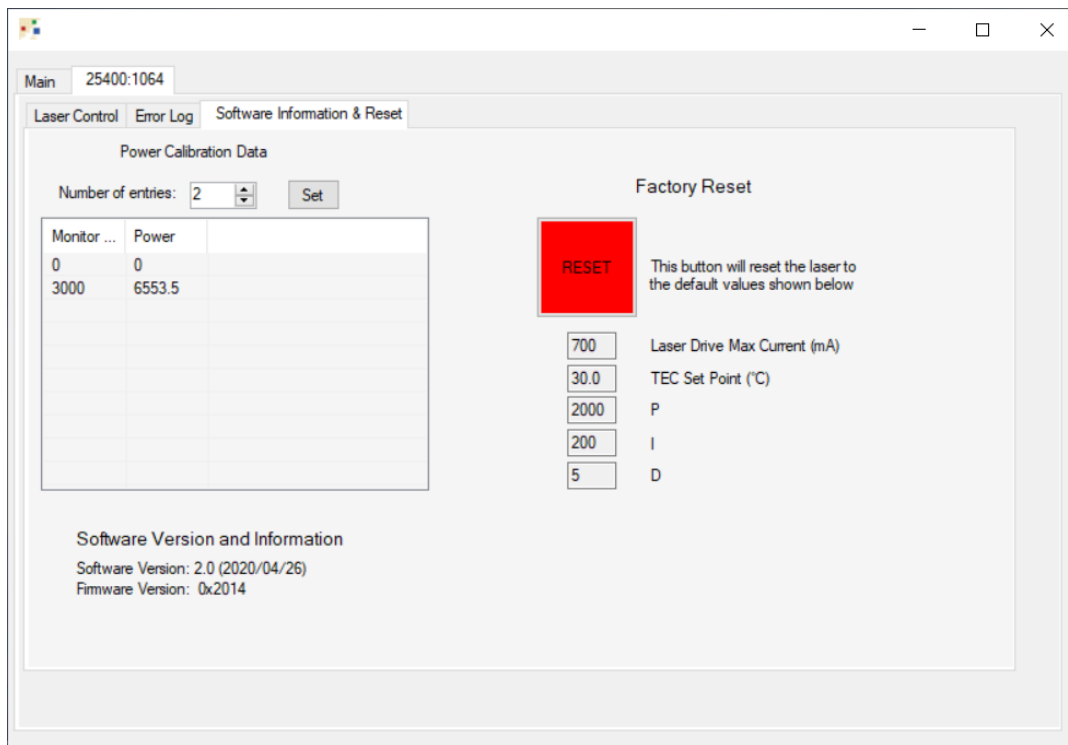 Main 25400:1064
Laser Control Error Log Software Information & Reset
Power Calibration Data
Number of entries: 2 Set
Monitor ... Power
0 0
3000 6553.5
Factory Reset
RESET
This button will reset the laser to
the default values shown below
700 Laser Drive Max Current (mA)
30.0 TEC Set Point (°C)
2000 P
200 I
5 D
Software Version and Information
Software Version: 2.0 (2020/04/26)
Firmware Version: 0x2014